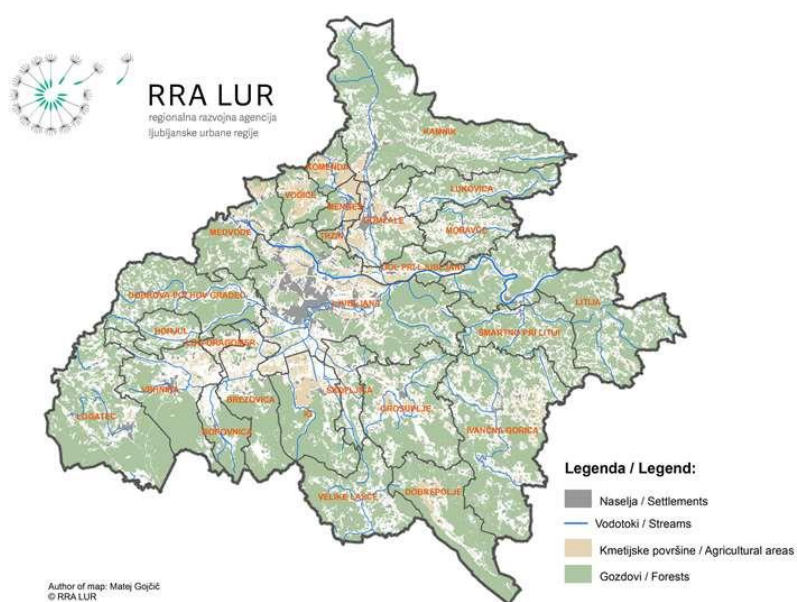 RRA LUR
regionalna razvojna agencija
ljubljanske urbane regije
KAMNIK
KOMENDA
LUKOVICA
VODICE
MENGEŠ
DOMŽALE
MORAVČE
MEDVODE
TRZIN
DOL PRI LJUBLJANI
DOBROVA-POLHOV GRADEC
LJUBLJANA
LITIJA
HORJUL
ŠMARTNO PRI LITIJI
LOG-DRAGOMER
VRHNIKA
BREZOVICA
ŠKOFLJICA
LOGATEC
IG
GROSUPLJE
BOROVNICA
IVANČNA GORICA
VELIKE LAŠČE
DOBREPOLJE
Legenda / Legend:
Naselja / Settlements
Vodotoki / Streams
Kmetijske površine / Agricultural areas
Gozdovi / Forests
Author of map: Matej Gojčič
© RRA LUR